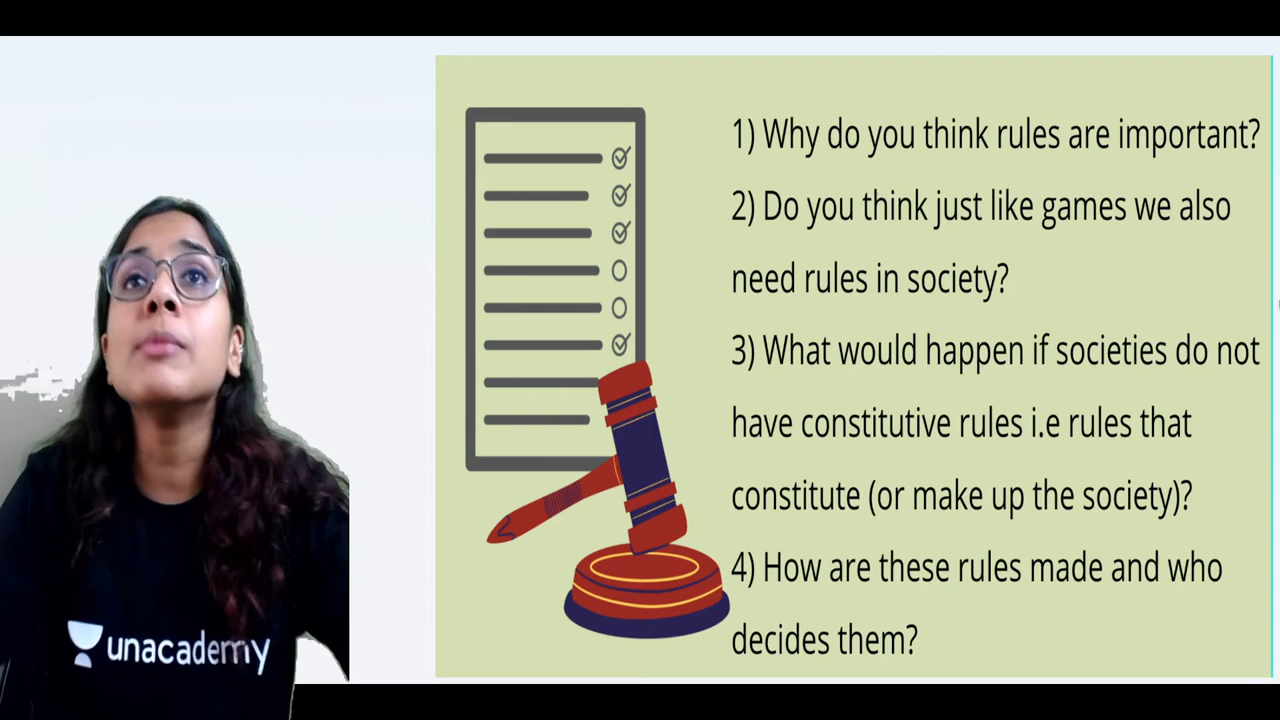 1) Why do you think rules are important?
2) Do you think just like games we also
need rules in society?
3) What would happen if societies do not
have constitutive rules i.e rules that
constitute (or make up the society)?
4) How are these rules made and who
decides them?
unacademy